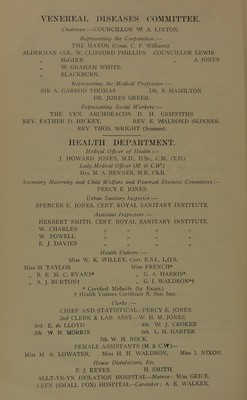 VENEREAL DISEASES COMMITTEE.
Chairman:—COUNCILLOR W. A. LINTON.
Representing the Corporation:—
THE MAYOR (Coun. C. F. Williams).
ALDERMAN COL. W. CLIFFORD PHILLIPS COUNCILLOR LEWIS
„ McGINN „ A JONES
„ W. GRAHAM WHITE.
„ BLACKBURN.
Representing the Medical Profession:—
SIR A. GARROD THOMAS DR. S. HAMILTON
DR. JONES GREER.
Representing Social Workers:—
THE VEN. ARCHDEACON D. H. GRIFFITHS
REV. FATHER D. HICKEY, REV. E. WALROND SKINNER.
REV. THOS. WRIGHT (Seamen).
HEALTH DEPARTMENT.
Medical Officer of Health:—
J. HOWARD JONES, M.D., D.Sc., C.M. (T.D.)
Lady Medical Officer (M. & C.W.):—
Mrs. M. A. RENNER, M.B., Ch.B.
Secretary Maternity and Child Welfare and Venereal Diseases Committees:—
PERCY E. JONES.
Urban Sanitary Inspector:—
SPENCER E. JONES, CERT. ROYAL SANITARY INSTITUTE
Assistant Inspectors:—
HERBERT SMITH, CERT. ROYAL SANITARY INSTITUTE.
W. CHARLES „ „ „ „
W. POWELL „ „ „ „
E. J. DAVIES „ „ „ „
Health Visitors:—
Miss W. K. WILLEY, Cert. R.S.I., L.O.S.
Miss M. TAYLOR Miss FRENCH*
„ B. E. M. C. EVANS* „ G. A. HARRIS*
„ A. J. BURTON† „ G. I. WALDRON*†
* Certified Midwife (by Exam.)
† Health Visitors Certificate R. San. Inst.
Clerks:—
CHIEF AND STATISTICAL—PERCY E. JONES.
2nd CLERK & LAB. ASST.—W. H. M. JONES.
3rd E. de LLOYD 4th W. J. CROKER
5th W. H. MORRIS 6th L. H. HARPER
7th W. H. NOCK.
FEMALE ASSISTANTS (M & CW.)—
Miss M. A. LOWATER, Miss H. H. WALDRON, Miss I. NIXON.
House Disinfectors, Etc.
P. J. REYES H. SMITH
ALLT-YR-YN ISOLATION HOSPITAL—Matron: Miss GRICE.
CEFN (SMALL POX) HOSPITAL—Caretaker: A. E. WALKER.